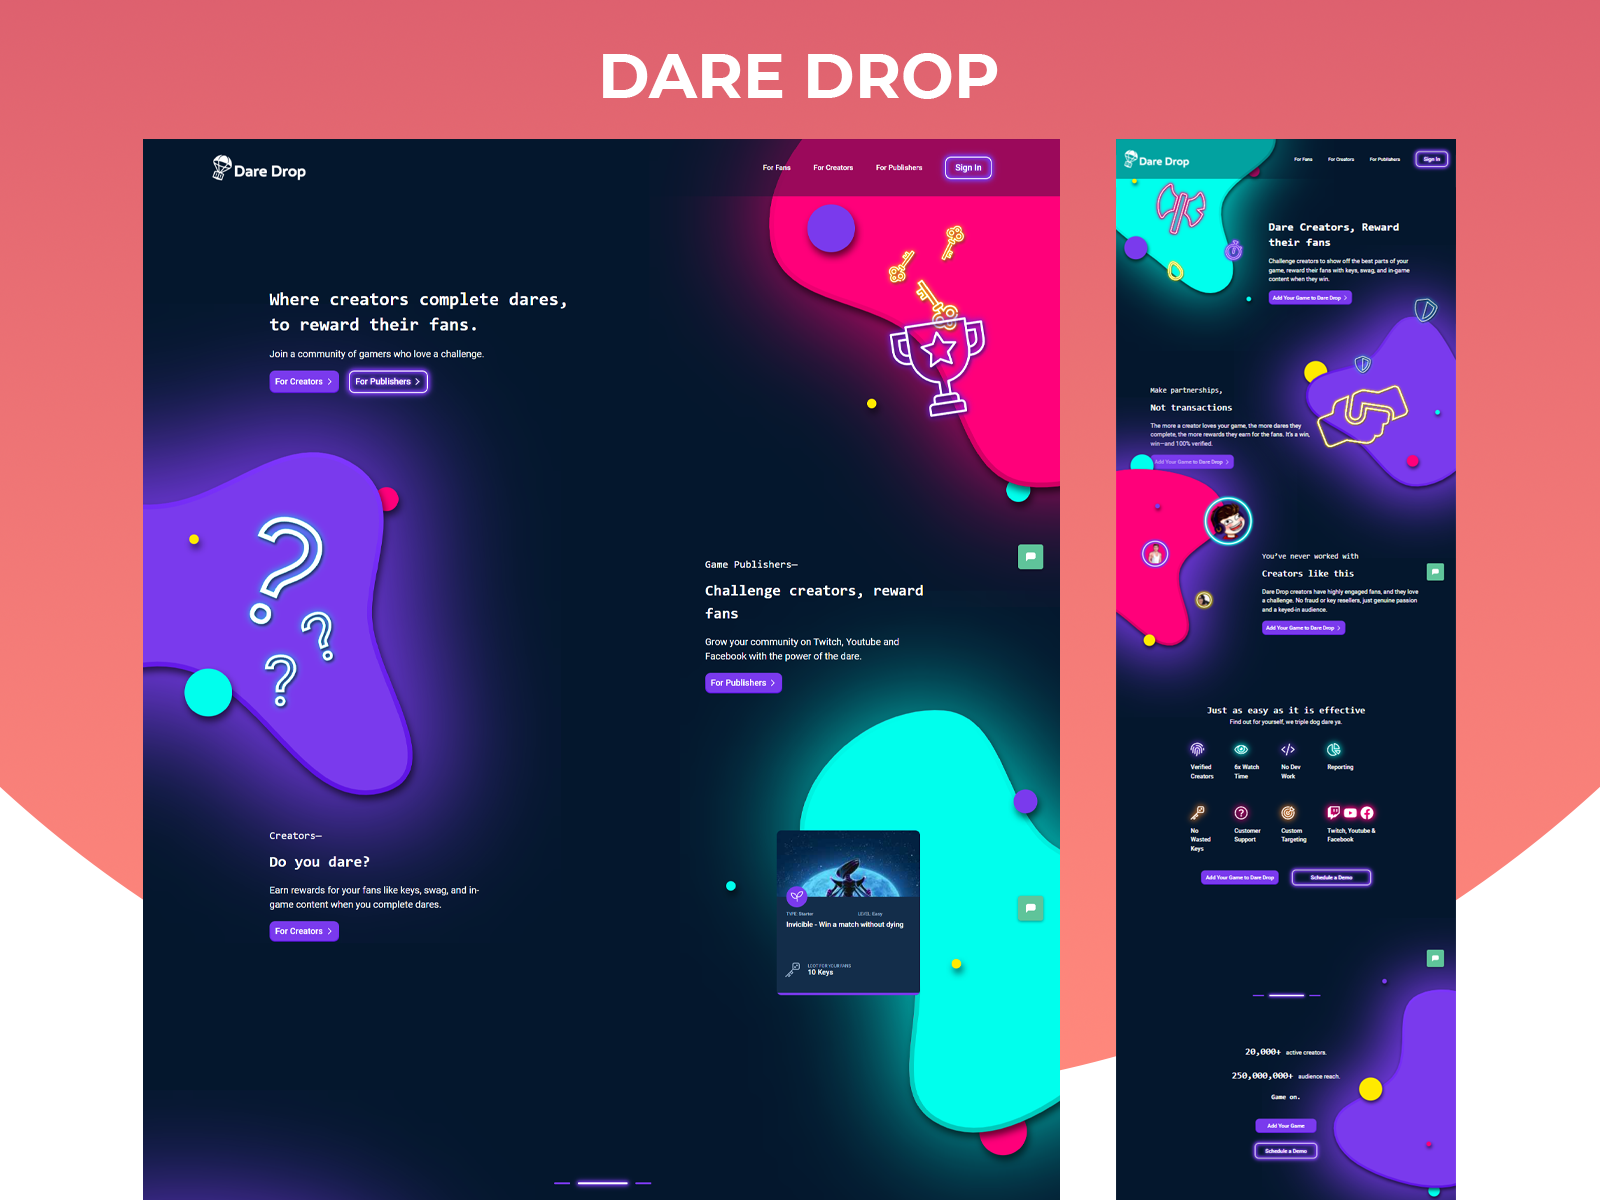 DARE DROP
Dare Drop
For Fans
For Creators
For Publishers
Sign In
Where creators complete dares,
to reward their fans.
Join a community of gamers who love a challenge.
For Creators
For Publishers
Game Publishers—
Challenge creators, reward
fans
Grow your community on Twitch, Youtube and
Facebook with the power of the dare.
For Publishers
Creators—
Do you dare?
Earn rewards for your fans like keys, swag, and in-
game content when you complete dares.
For Creators
TYPE: Starter
LEVEL: Easy
Invicible - Win a match without dying
LOOT FOR YOUR FANS
10 Keys
Dare Drop
For Fans
For Creators
For Publishers
Sign In
Dare Creators, Reward
their fans
Challenge creators to show off the best parts of your
game, reward their fans with keys, swag, and in-game
content when they win.
Add Your Game to Dare Drop
Make partnerships,
Not transactions
The more a creator loves your game, the more dares they
complete, the more rewards they earn for the fans. It's a win,
win—and 100% verified.
Add Your Game to Dare Drop
You've never worked with
Creators like this
Dare Drop creators have highly engaged fans, and they love
a challenge. No fraud or key resellers, just genuine passion
and a keyed-in audience.
Add Your Game to Dare Drop
Just as easy as it is effective
Find out for yourself, we triple dog dare ya.
Verified
Creators
6x Watch
Time
No Dev
Work
Reporting
No
Wasted
Keys
Customer
Support
Custom
Targeting
Twitch, Youtube &
Facebook
Add Your Game to Dare Drop
Schedule a Demo
20,000+ active creators.
250,000,000+ audience reach.
Game on.
Add Your Game
Schedule a Demo